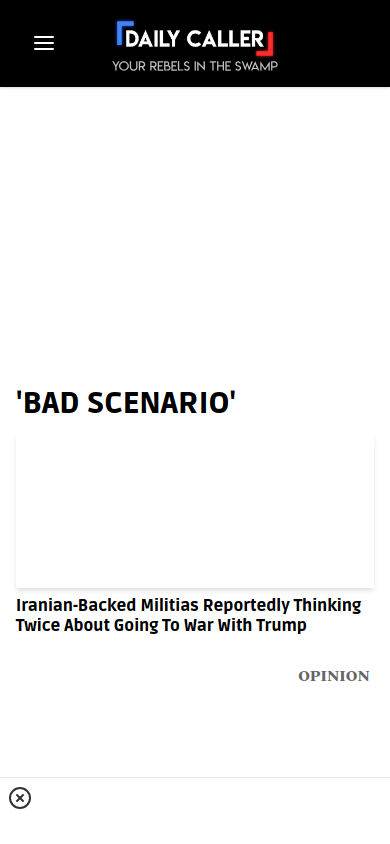 DAILY CALLER
YOUR REBELS IN THE SWAMP
'BAD SCENARIO'
Iranian-Backed Militias Reportedly Thinking
Twice About Going To War With Trump
OPINION